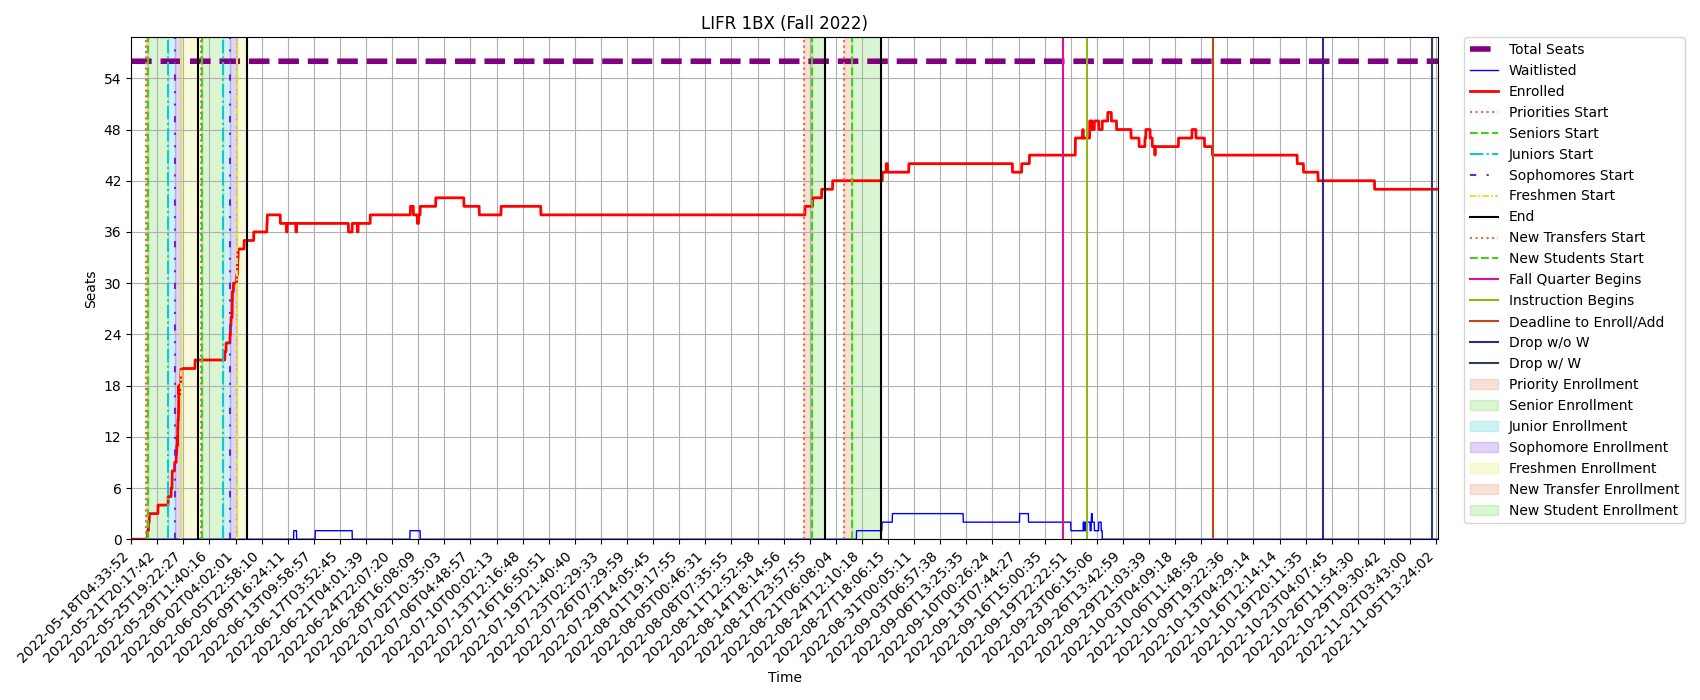 LIFR 1BX (Fall 2022)
Seats
54
48
42
36
30
24
18
12
6
0
2022-05-18T04:33:52
2022-05-21T20:17:42
2022-05-25T19:22:27
2022-05-29T11:40:16
2022-06-02T04:02:01
2022-06-05T22:58:10
2022-06-09T16:24:11
2022-06-13T09:58:57
2022-06-17T03:52:45
2022-06-21T04:01:39
2022-06-24T22:07:20
2022-06-28T16:08:09
2022-07-02T10:35:03
2022-07-06T04:48:57
2022-07-10T00:02:13
2022-07-13T12:16:48
2022-07-16T16:50:51
2022-07-19T21:40:40
2022-07-23T02:29:33
2022-07-26T07:29:59
2022-07-29T14:05:45
2022-08-01T19:17:55
2022-08-05T00:46:31
2022-08-08T07:35:55
2022-08-11T12:52:58
2022-08-14T18:14:56
2022-08-17T23:57:55
2022-08-21T06:08:04
2022-08-24T12:10:18
2022-08-27T18:06:15
2022-08-31T00:05:11
2022-09-03T06:57:38
2022-09-06T13:25:35
2022-09-10T00:26:24
2022-09-13T07:44:27
2022-09-16T15:00:35
2022-09-19T22:22:51
2022-09-23T06:15:06
2022-09-26T13:42:59
2022-09-29T21:03:39
2022-10-03T04:09:18
2022-10-06T11:48:58
2022-10-09T19:22:36
2022-10-13T04:29:14
2022-10-16T12:14:14
2022-10-19T20:11:35
2022-10-23T04:07:45
2022-10-26T11:54:30
2022-10-29T19:30:42
2022-11-02T03:43:00
2022-11-05T13:24:02
Time
Total Seats
Waitlisted
Enrolled
Priorities Start
Seniors Start
Juniors Start
Sophomores Start
Freshmen Start
End
New Transfers Start
New Students Start
Fall Quarter Begins
Instruction Begins
Deadline to Enroll/Add
Drop w/o W
Drop w/ W
Priority Enrollment
Senior Enrollment
Junior Enrollment
Sophomore Enrollment
Freshmen Enrollment
New Transfer Enrollment
New Student Enrollment